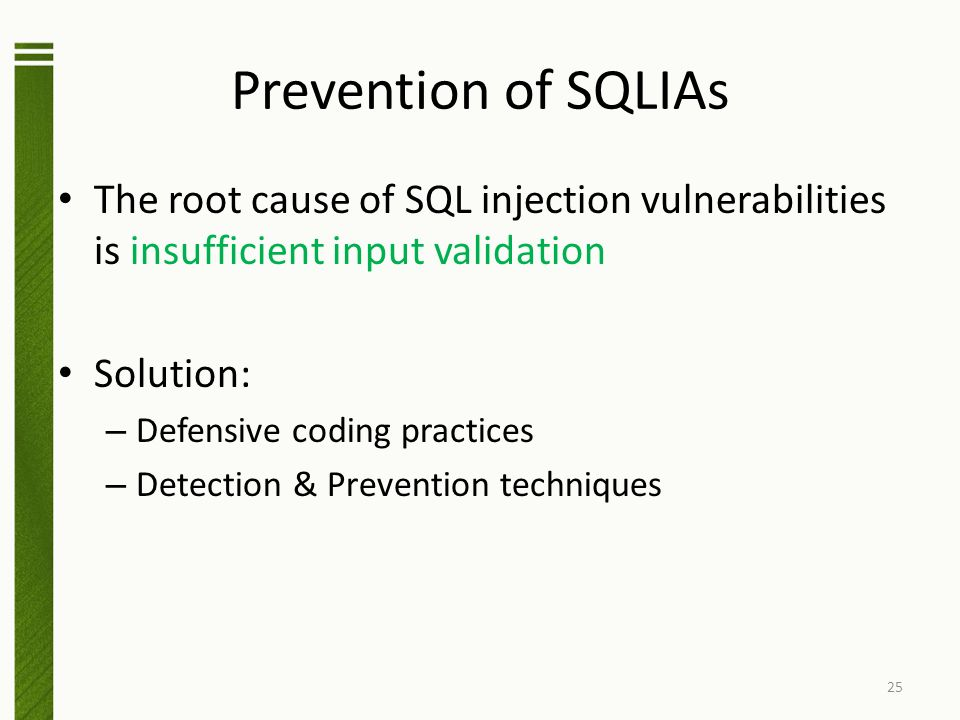 Prevention of SQLIAs
• The root cause of SQL injection vulnerabilities
is insufficient input validation
• Solution:
– Defensive coding practices
– Detection & Prevention techniques
25